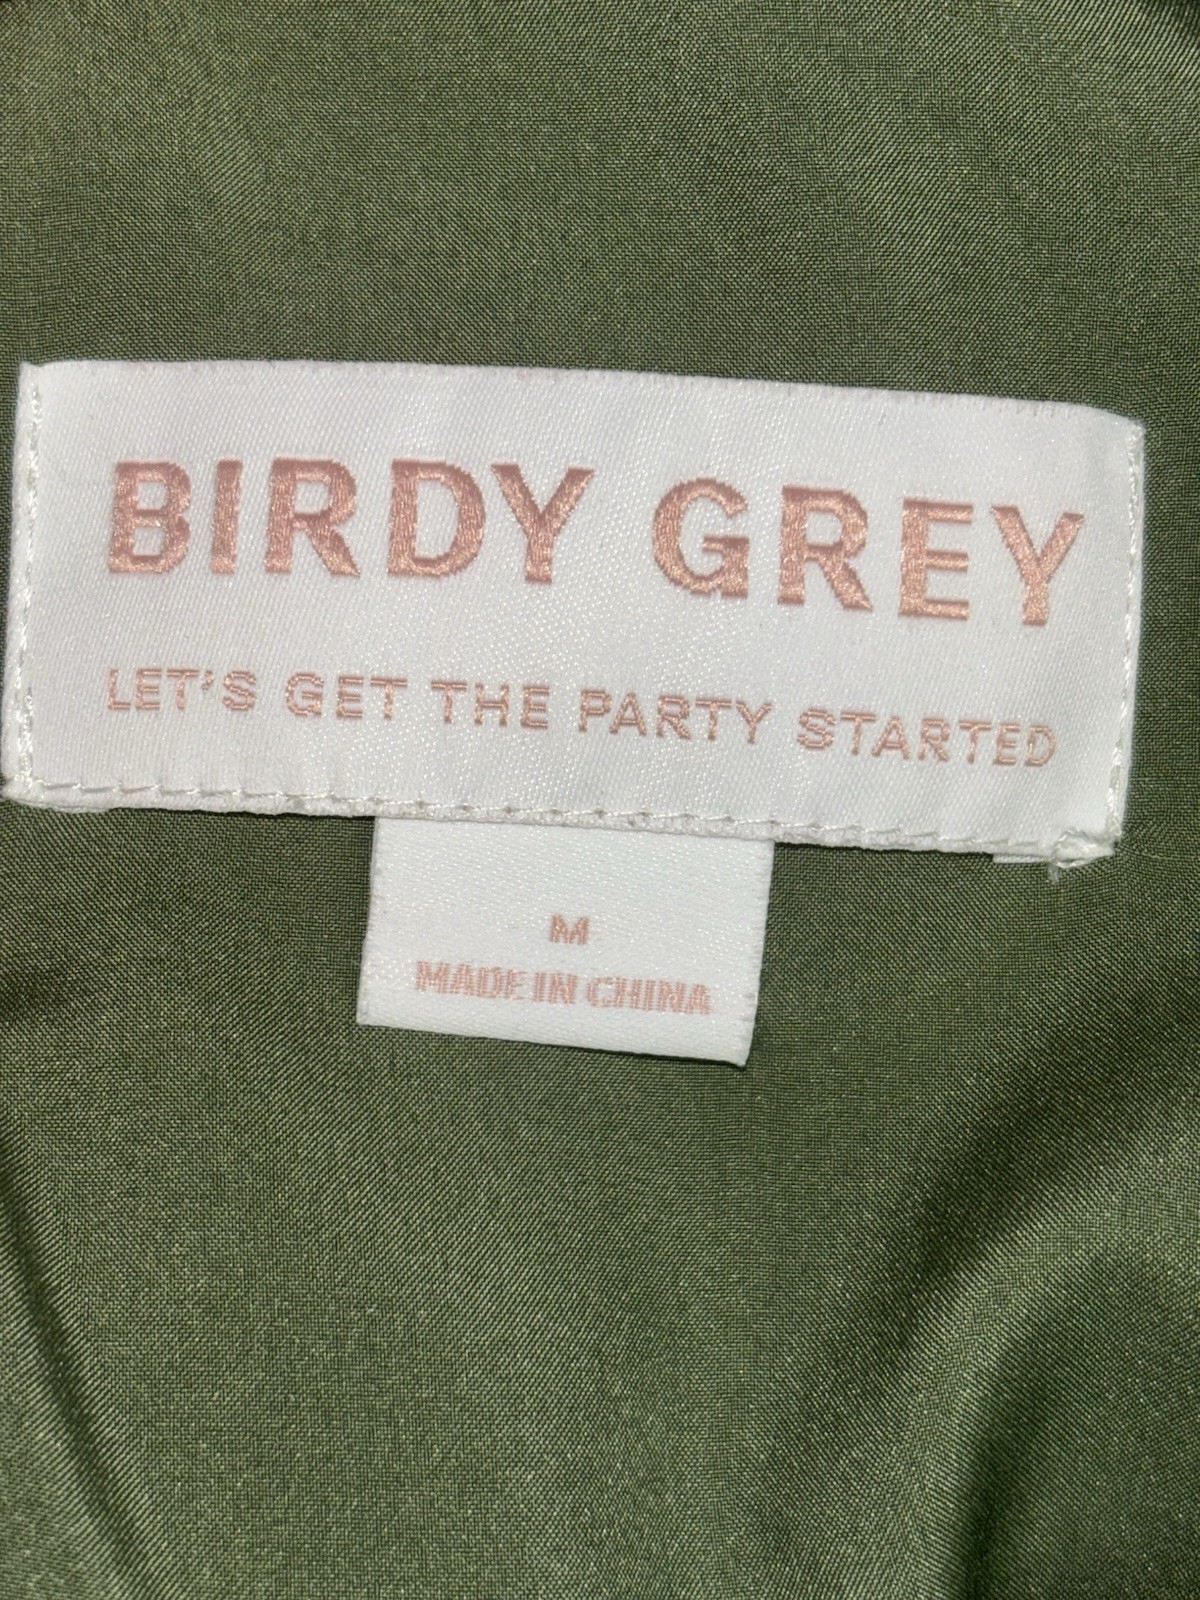 BIRDY GREY
LET'S GET THE PARTY STARTED
M
MADE IN CHINA